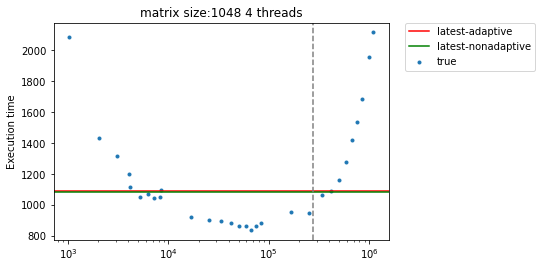 matrix size:1048 4 threads
latest-adaptive
latest-nonadaptive
true
Execution time
2000
1800
1600
1400
1200
1000
800
10³ 10⁴ 10⁵ 10⁶